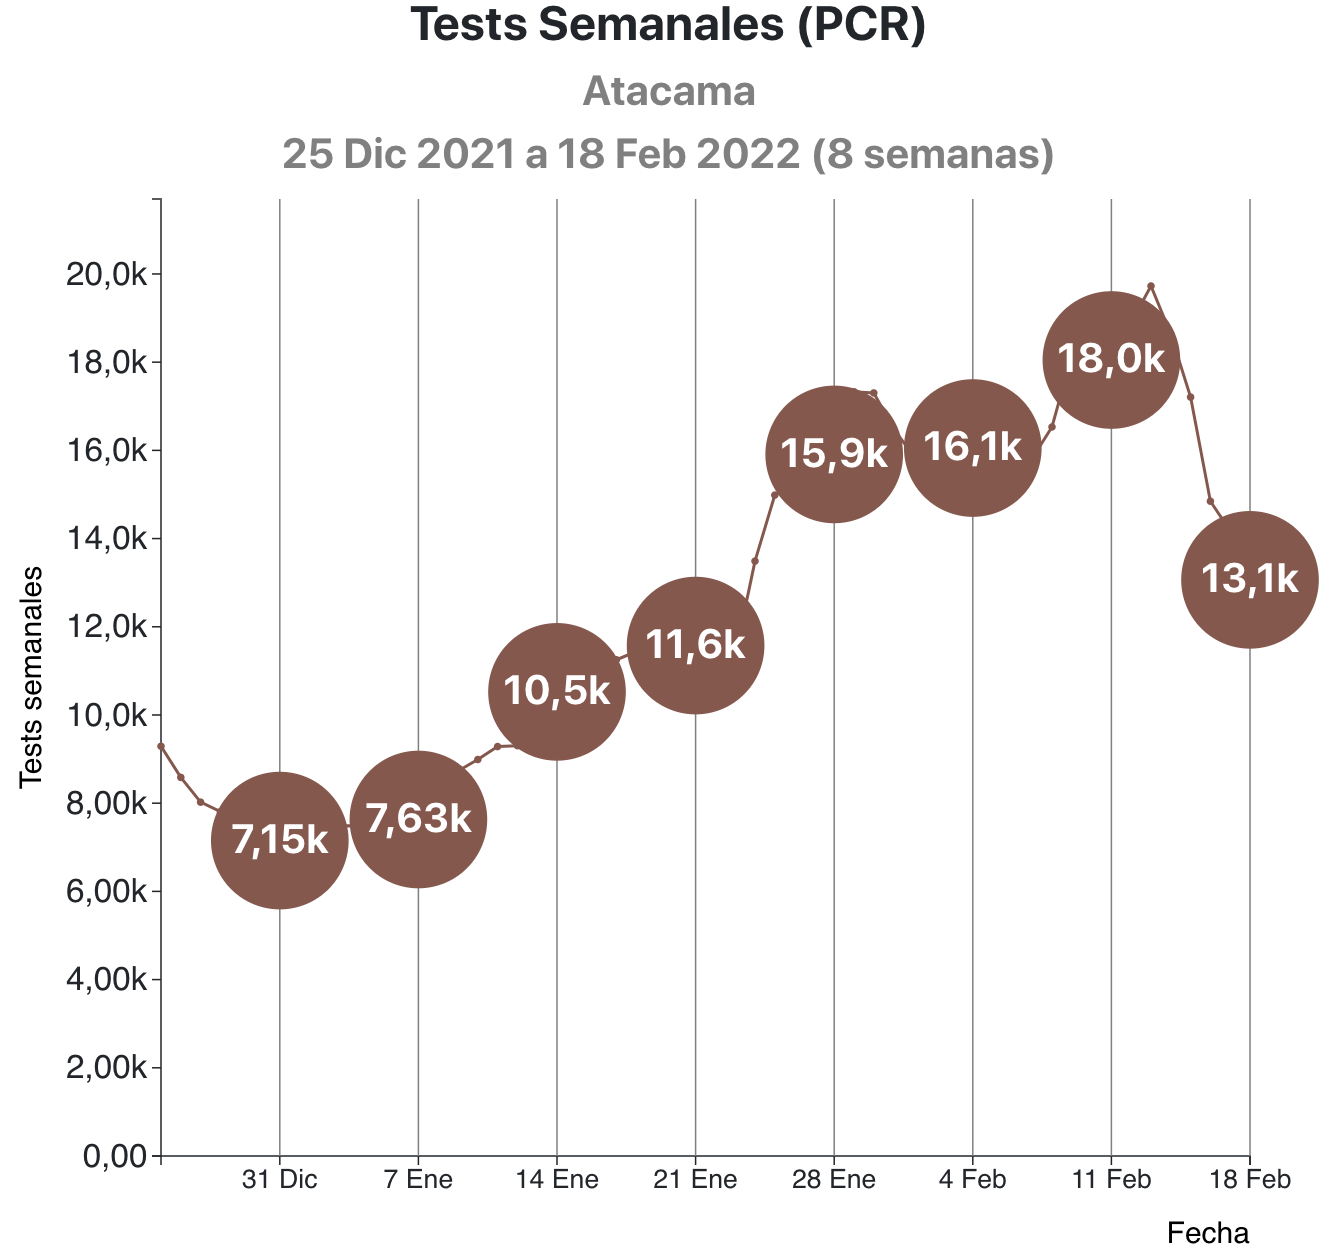 Tests Semanales (PCR)
Atacama
25 Dic 2021 a 18 Feb 2022 (8 semanas)
Tests semanales
20,0k
18,0k
16,0k
14,0k
12,0k
10,0k
8,00k
6,00k
4,00k
2,00k
0,00
7,15k
7,63k
10,5k
11,6k
15,9k
16,1k
18,0k
13,1k
31 Dic
7 Ene
14 Ene
21 Ene
28 Ene
4 Feb
11 Feb
18 Feb
Fecha